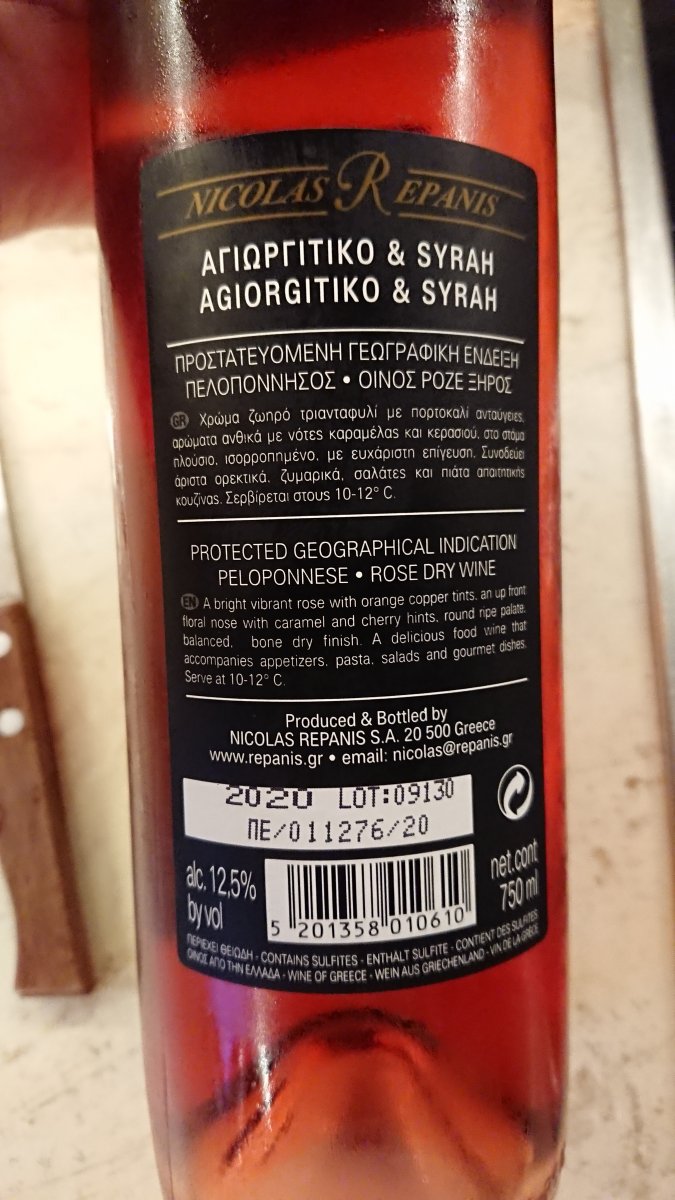 NICOLAS REPANIS
ΑΓΙΩΡΓΙΤΙΚΟ & SYRAH
AGIORGITIKO & SYRAH
ΠΡΟΣΤΑΤΕΥΟΜΕΝΗ ΓΕΩΓΡΑΦΙΚΗ ΕΝΔΕΙΞΗ
ΠΕΛΟΠΟΝΝΗΣΟΣ • ΟΙΝΟΣ ΡΟΖΕ ΞΗΡΟΣ
GR Χρώμα ζωηρό τριανταφυλί με πορτοκαλί ανταύγειες,
αρώματα ανθικά με νότες καραμέλας και κερασιού, στο στόμα
πλούσιο, ισορροπημένο, με ευχάριστη επίγευση. Συνοδεύει
άριστα ορεκτικά, ζυμαρικά, σαλάτες και πιάτα απαιτητικής
κουζίνας. Σερβίρεται στους 10-12° C.
PROTECTED GEOGRAPHICAL INDICATION
PELOPONNESE • ROSE DRY WINE
EN A bright vibrant rose with orange copper tints, an up front
floral nose with caramel and cherry hints, round ripe palate,
balanced, bone dry finish. A delicious food wine that
accompanies appetizers, pasta, salads and gourmet dishes.
Serve at 10-12° C.
Produced & Bottled by
NICOLAS REPANIS S.A. 20 500 Greece
www.repanis.gr • email: nicolas@repanis.gr
2020 LOT:09130
ΠΕ/011276/20
alc. 12,5%
by vol
5 201358 010610
net.cont
750 ml
ΠΕΡΙΕΧΕΙ ΘΕΙΩΔΗ - CONTAINS SULFITES - ENTHÄLT SULFITE - CONTIENT DES SULFITES
ΟΙΝΟΣ ΑΠΟ ΤΗΝ ΕΛΛΑΔΑ - WINE OF GREECE - WEIN AUS GRIECHENLAND - VIN DE LA GRÈCE